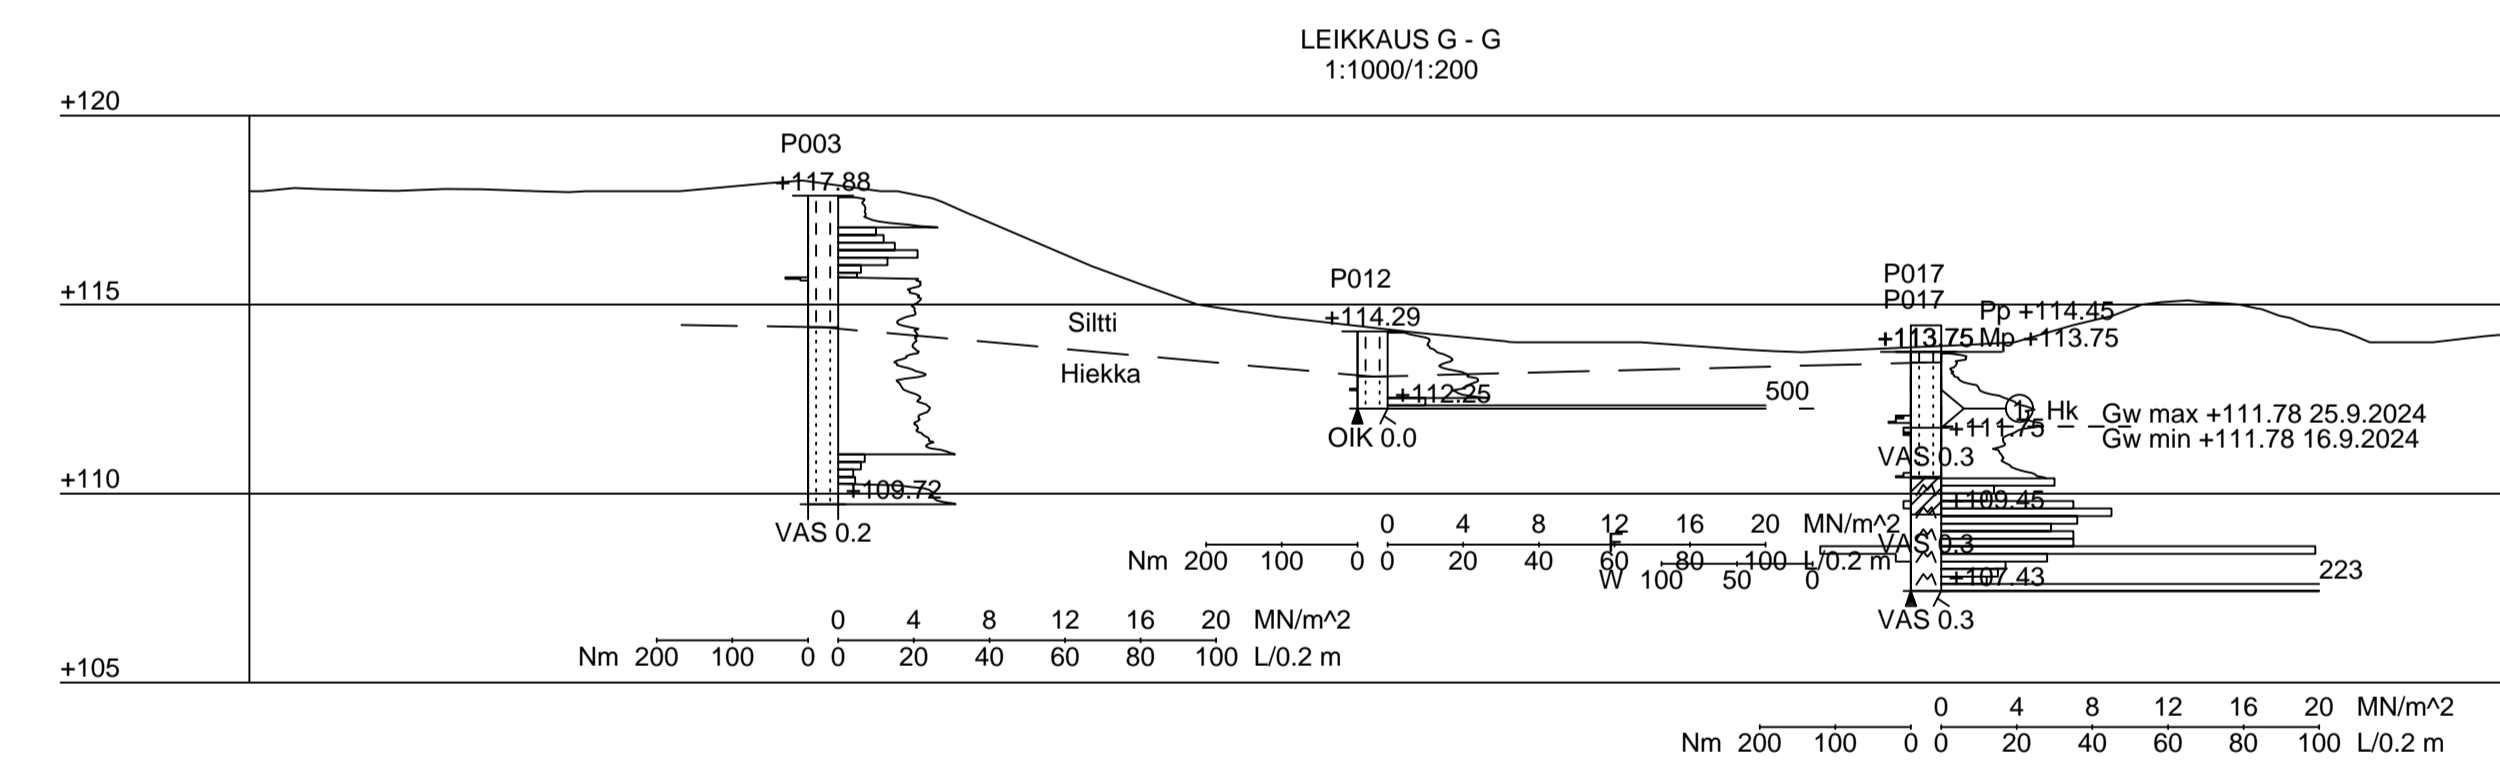 LEIKKAUS G - G
1:1000/1:200
+120
P003
+117.88
P012
P017
+115
P017
Pp +114.45
+114.29
Siltti
+113.75 Mp +113.75
Hiekka
500
+112.25
1
Hk
Gw max +111.78 25.9.2024
+111.75
OIK 0.0
Gw min +111.78 16.9.2024
VAS 0.3
+110
+109.72
+109.45
VAS 0.2
0 4 8 12 16 20 MN/m^2
F
VAS 0.3
Nm 200 100 0 0 20 40 60 80 100 L/0.2 m
W 100 50 0
+107.43
223
VAS 0.3
0 4 8 12 16 20 MN/m^2
Nm 200 100 0 0 20 40 60 80 100 L/0.2 m
+105
0 4 8 12 16 20 MN/m^2
Nm 200 100 0 0 20 40 60 80 100 L/0.2 m